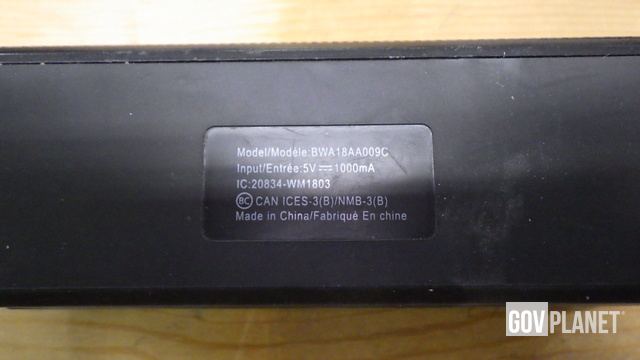 Model/Modèle:BWA18AA009C
Input/Entrée:5V⎓1000mA
IC:20834-WM1803
BC CAN ICES-3(B)/NMB-3(B)
Made in China/Fabriqué En chine
GOVPLANET